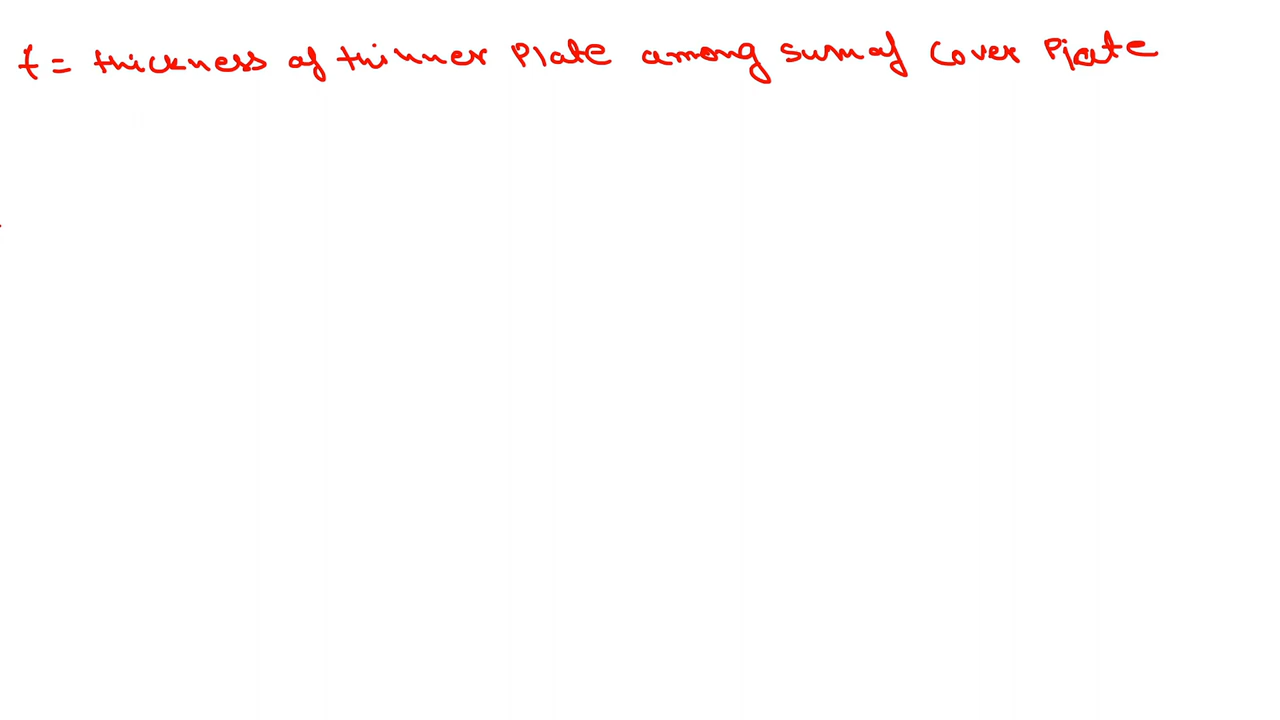 t = thickness of thinner Plate among sum of cover Plate